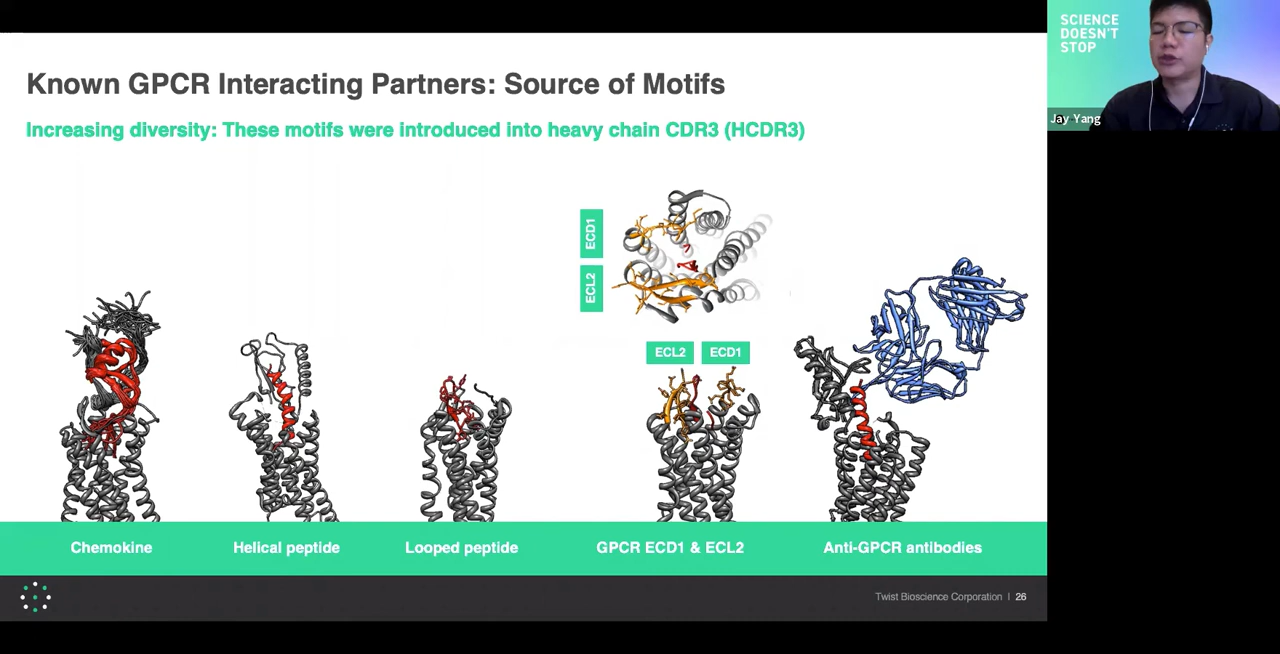 Known GPCR Interacting Partners: Source of Motifs
Increasing diversity: These motifs were introduced into heavy chain CDR3 (HCDR3)
SCIENCE
DOESN'T
STOP
Jay Yang
ECD1
ECL2
ECL2 ECD1
Chemokine Helical peptide Looped peptide GPCR ECD1 & ECL2 Anti-GPCR antibodies
Twist Bioscience Corporation | 26